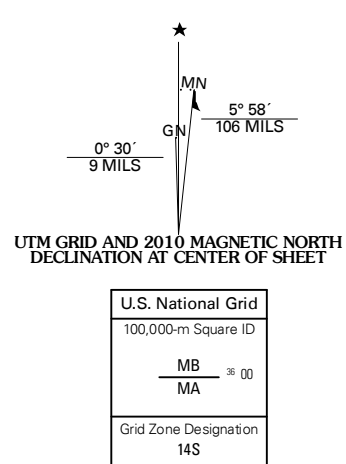 ★
MN
GN
5° 58´
106 MILS
0° 30´
9 MILS
UTM GRID AND 2010 MAGNETIC NORTH
DECLINATION AT CENTER OF SHEET
U.S. National Grid
100,000-m Square ID
MB
36 00
MA
Grid Zone Designation
14S